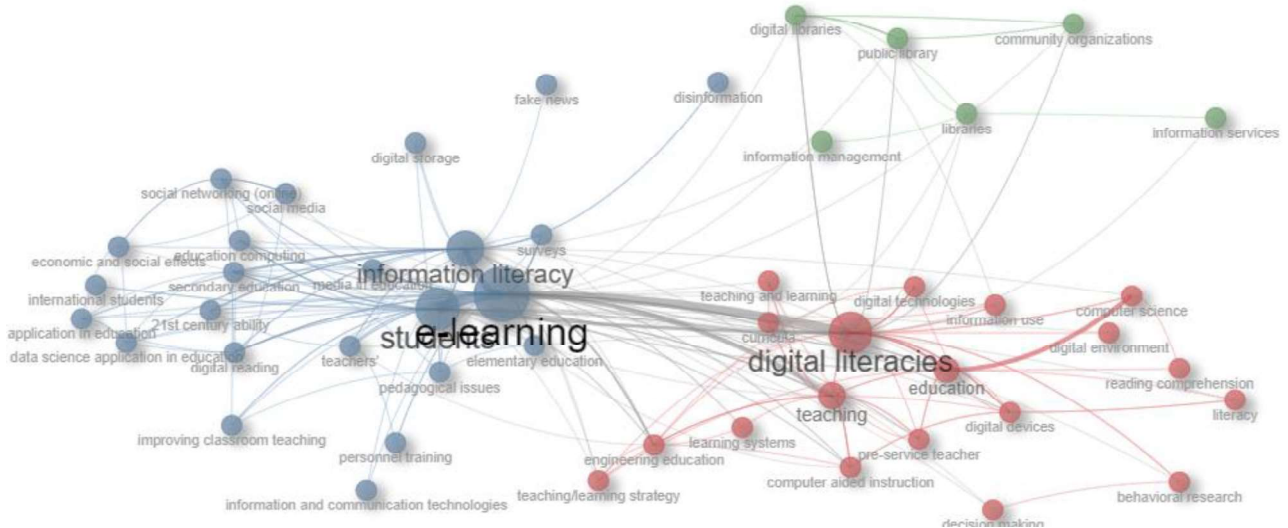 digital libraries
community organizations
public library
fake news
disinformation
libraries
information services
digital storage
information management
social networking (online)
social media
economic and social effects
education computing
surveys
information literacy
secondary education
media in education
international students
teaching and learning
digital technologies
information use
computer science
application in education
21st century ability
students
e-learning
curricula
digital environment
data science application in education
digital reading
teachers'
elementary education
digital literacies
pedagogical issues
education
reading comprehension
teaching
literacy
digital devices
improving classroom teaching
learning systems
personnel training
engineering education
pre-service teacher
computer aided instruction
information and communication technologies
teaching/learning strategy
behavioral research
decision making